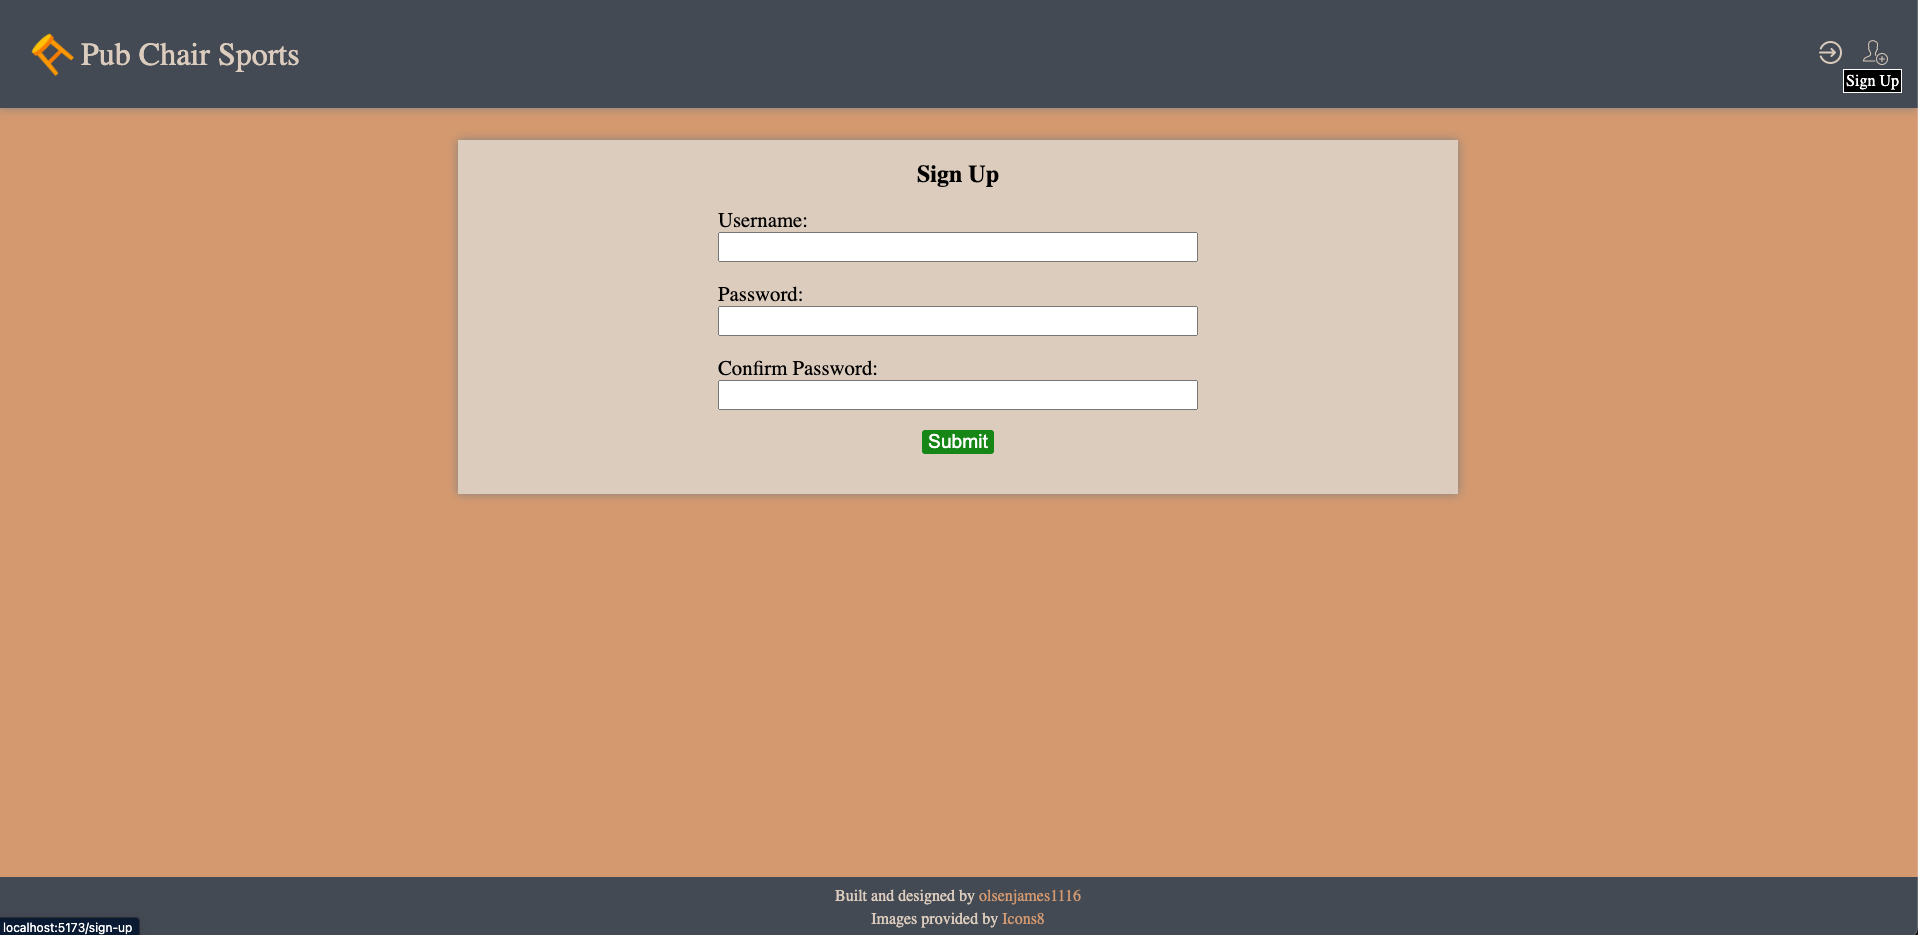 Pub Chair Sports
Sign Up
Sign Up
Username:
Password:
Confirm Password:
Submit
Built and designed by olsenjames1116
Images provided by Icons8
localhost:5173/sign-up